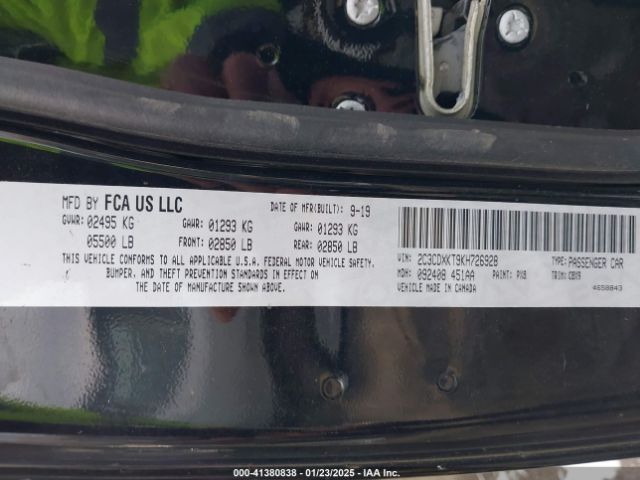 MFD BY FCA US LLC
DATE OF MFR(BUILT): 9-19
GVWR: 02495 KG
05500 LB
GAWR: 01293 KG
FRONT: 02850 LB
GAWR: 01293 KG
REAR: 02850 LB
THIS VEHICLE CONFORMS TO ALL APPLICABLE U.S.A. FEDERAL MOTOR VEHICLE SAFETY,
BUMPER, AND THEFT PREVENTION STANDARDS IN EFFECT ON
THE DATE OF MANUFACTURE SHOWN ABOVE.
VIN: 2C3CDXKT9KH726928
TYPE: PASSENGER CAR
MDH: 092408 451AA
PAINT: PX8
TRIM: CBX9
VEHICLE MADE IN CANADA
4658843
000-41380838 - 01/23/2025 - IAA Inc.